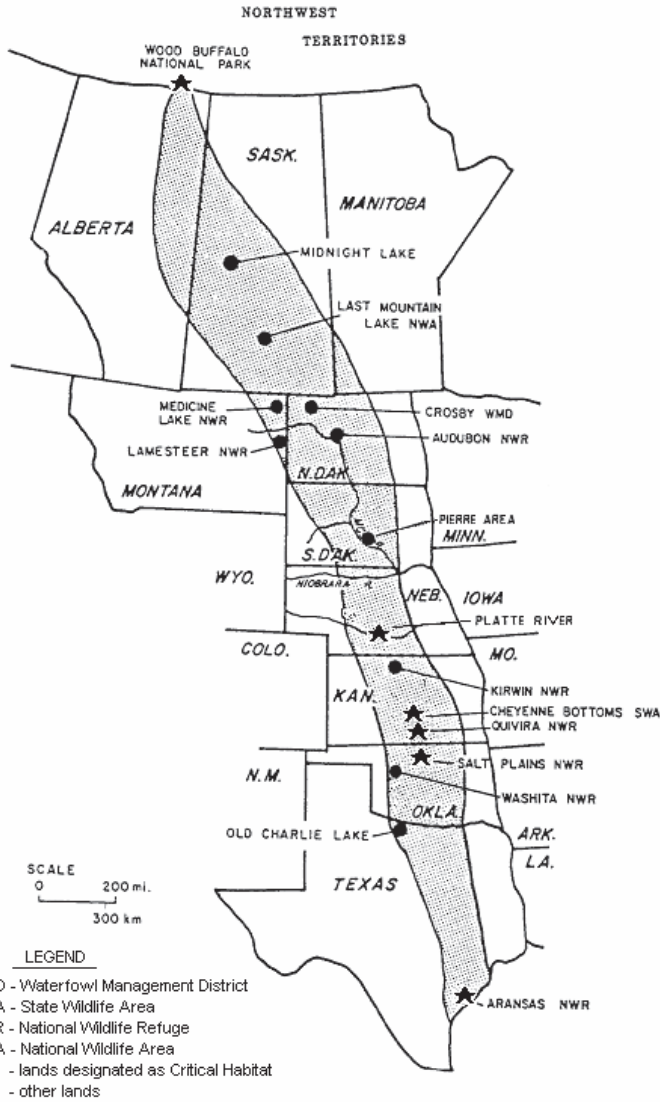 NORTHWEST
TERRITORIES
WOOD BUFFALO
NATIONAL PARK
SASK.
MANITOBA
ALBERTA
MIDNIGHT LAKE
LAST MOUNTAIN
LAKE NWA
MEDICINE
LAKE NWR
CROSBY WMD
AUDUBON NWR
LAMESTEER NWR
N.DAK.
MONTANA
PIERRE AREA
MINN.
S.DAK.
WYO.
NIOBRARA R.
NEB.
IOWA
PLATTE RIVER
COLO.
MO.
KIRWIN NWR
KAN.
CHEYENNE BOTTOMS SWA
QUIVIRA NWR
SALT PLAINS NWR
N.M.
WASHITA NWR
OKLA.
OLD CHARLIE LAKE
ARK.
LA.
TEXAS
SCALE
0 200 mi.
300 km
ARANSAS NWR
LEGEND
D - Waterfowl Management District
A - State Wildlife Area
R - National Wildlife Refuge
A - National Wildlife Area
- lands designated as Critical Habitat
- other lands